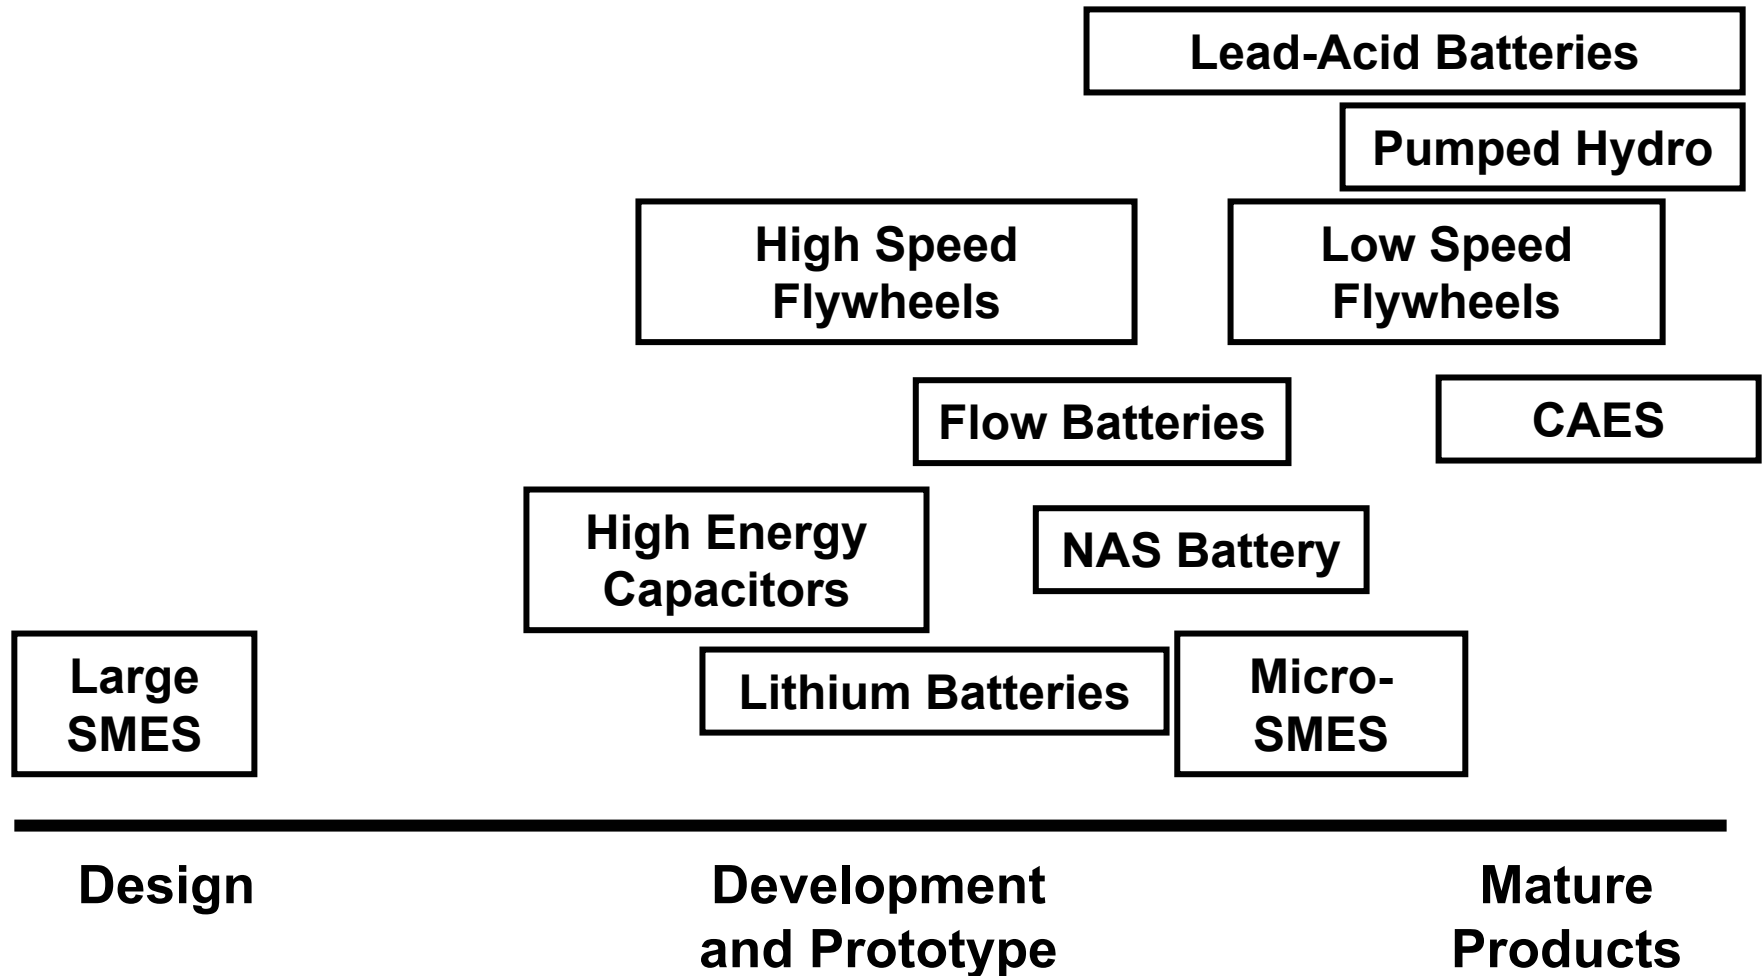 Lead-Acid Batteries
Pumped Hydro
High Speed
Flywheels
Low Speed
Flywheels
Flow Batteries
CAES
High Energy
Capacitors
NAS Battery
Large
SMES
Lithium Batteries
Micro-
SMES
Design
Development
and Prototype
Mature
Products